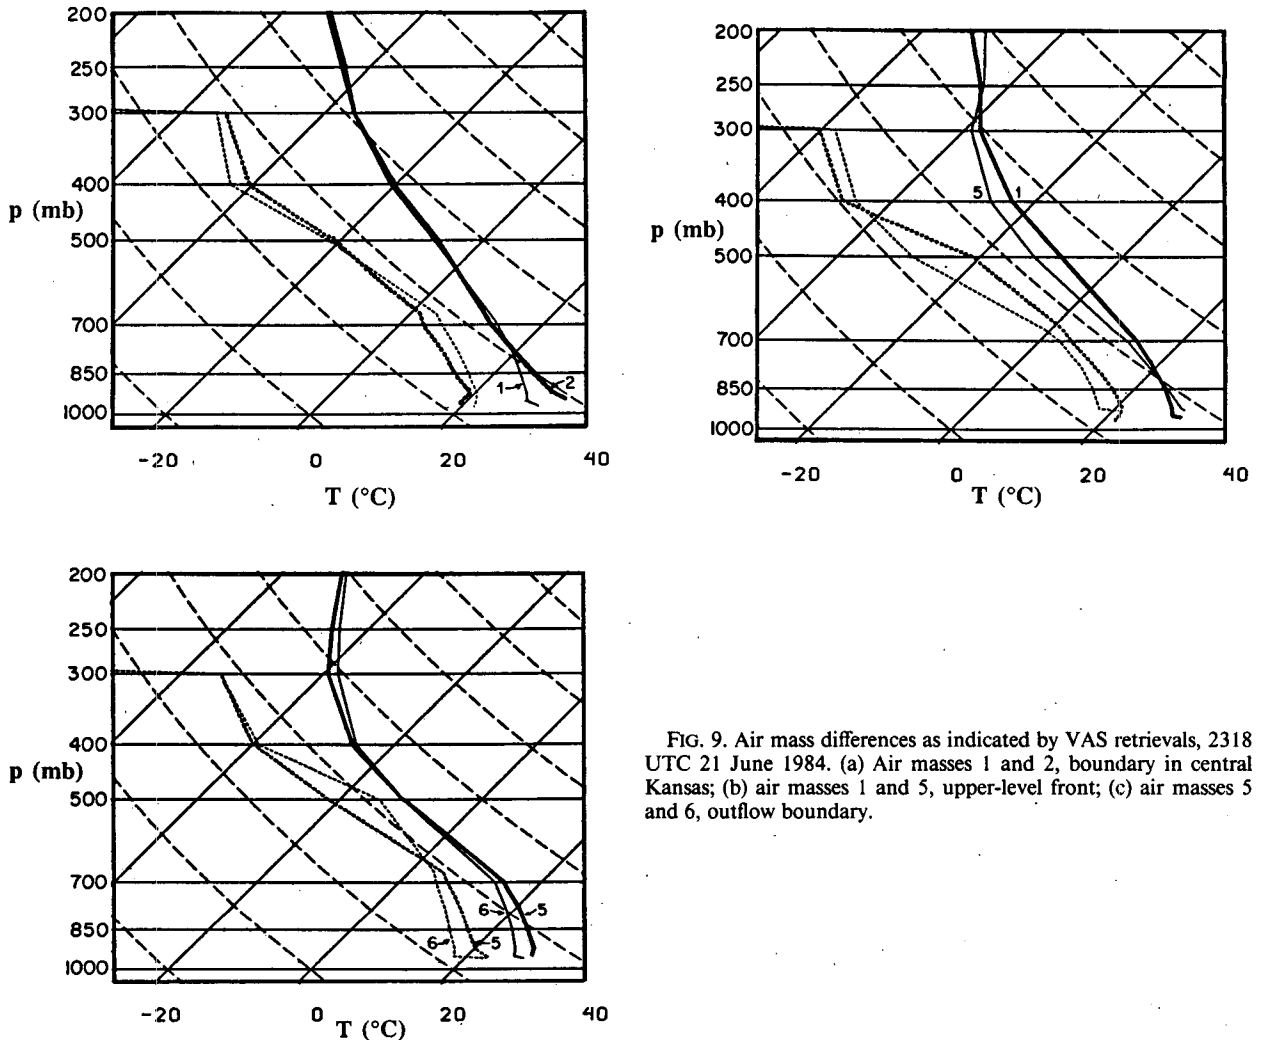 200
250
300
400
p (mb)
500
700
850
1000
1
2
-20 0 20 40
T (°C)
200
250
300
400
p (mb)
500
700
850
1000
5
1
-20 0 20 40
T (°C)
200
250
300
400
p (mb)
500
700
850
1000
6 5
6 5
-20 0 20 40
T (°C)
FIG. 9. Air mass differences as indicated by VAS retrievals, 2318
UTC 21 June 1984. (a) Air masses 1 and 2, boundary in central
Kansas; (b) air masses 1 and 5, upper-level front; (c) air masses 5
and 6, outflow boundary.